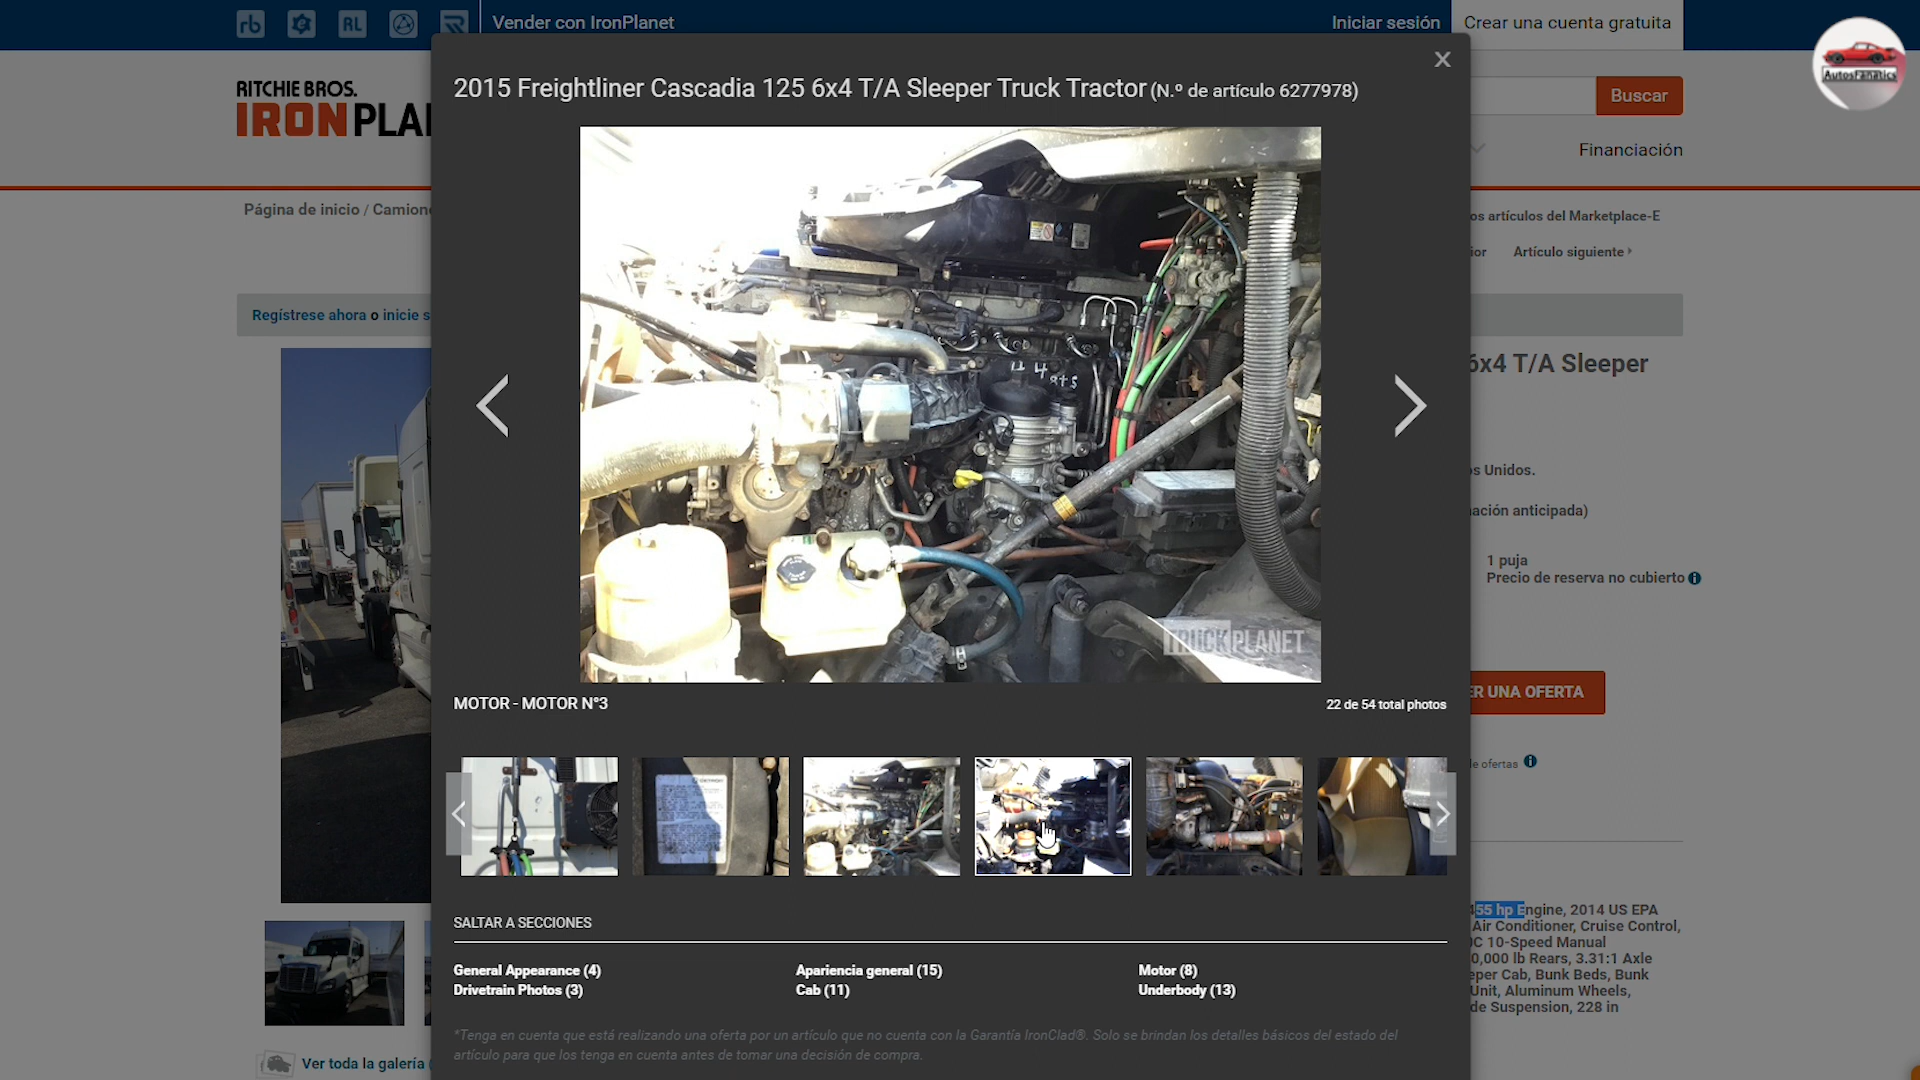 rb
RL
Vender con IronPlanet
Iniciar sesión
Crear una cuenta gratuita
AutosFanatics
RITCHIE BROS.
IRONPLA
Buscar
Financiación
Página de inicio / Camion
os artículos del Marketplace-E
ior
Artículo siguiente
Regístrese ahora o inicie s
2015 Freightliner Cascadia 125 6x4 T/A Sleeper Truck Tractor (N.º de artículo 6277978)
X
TRUCKPLANET
MOTOR - MOTOR N°3
22 de 54 total photos
6x4 T/A Sleeper
s Unidos.
ación anticipada)
1 puja
Precio de reserva no cubierto
ER UNA OFERTA
de ofertas
SALTAR A SECCIONES
General Appearance (4)
Apariencia general (15)
Motor (8)
Drivetrain Photos (3)
Cab (11)
Underbody (13)
*Tenga en cuenta que está realizando una oferta por un artículo que no cuenta con la Garantía IronClad®. Solo se brindan los detalles básicos del estado del
artículo para que los tenga en cuenta antes de tomar una decisión de compra.
455 hp Engine, 2014 US EPA
Air Conditioner, Cruise Control,
C 10-Speed Manual
0,000 lb Rears, 3.31:1 Axle
eper Cab, Bunk Beds, Bunk
Unit, Aluminum Wheels,
de Suspension, 228 in
Ver toda la galería (